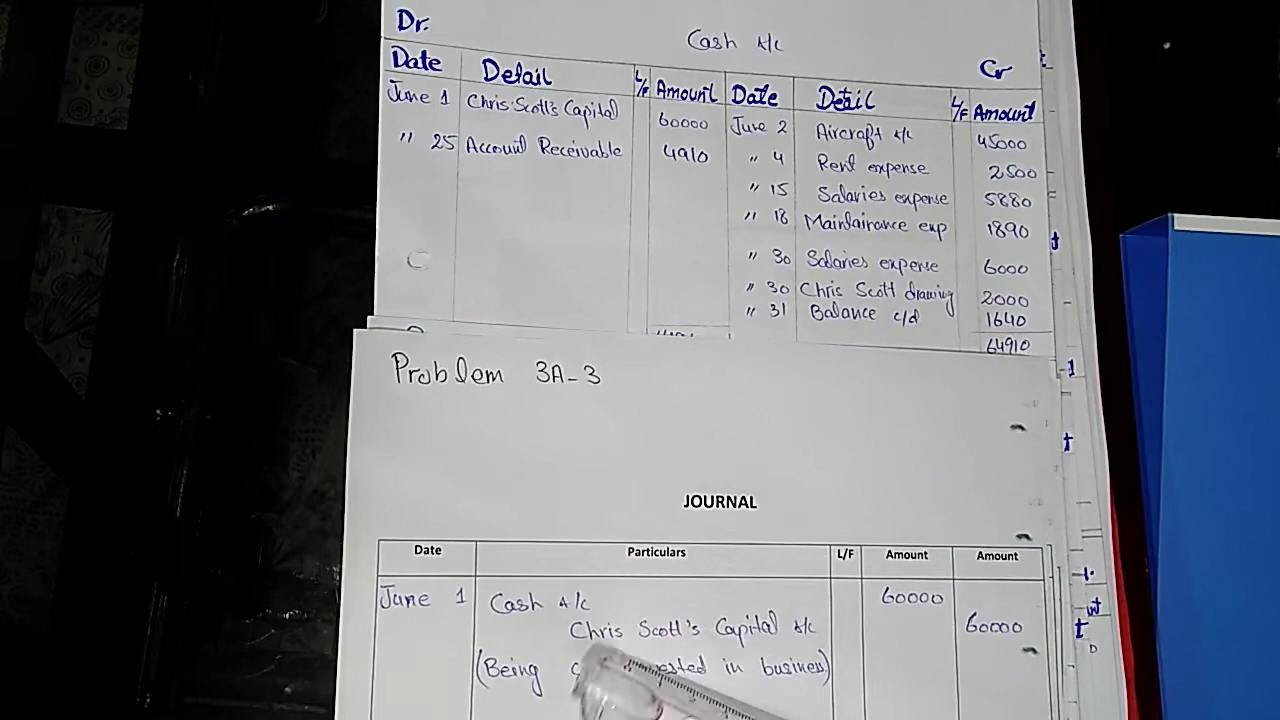 Dr.
Cash A/c
Cr
Date Detail L/F Amount Date Detail L/F Amount
June 1 Chris Scott's Capital 60000 June 2 Aircraft A/c 45000
" 25 Account Receivable 4910 " 4 Rent expense 2500
" 15 Salaries expense 5880
" 18 Maintairance exp 1890
" 30 Salaries expense 6000
" 30 Chris Scott drawing 2000
" 31 Balance c/d 1640
64910
Problem 3A-3
JOURNAL
Date Particulars L/F Amount Amount
June 1 Cash A/c 60000
Chris Scott's Capital A/c 60000
(Being in business)